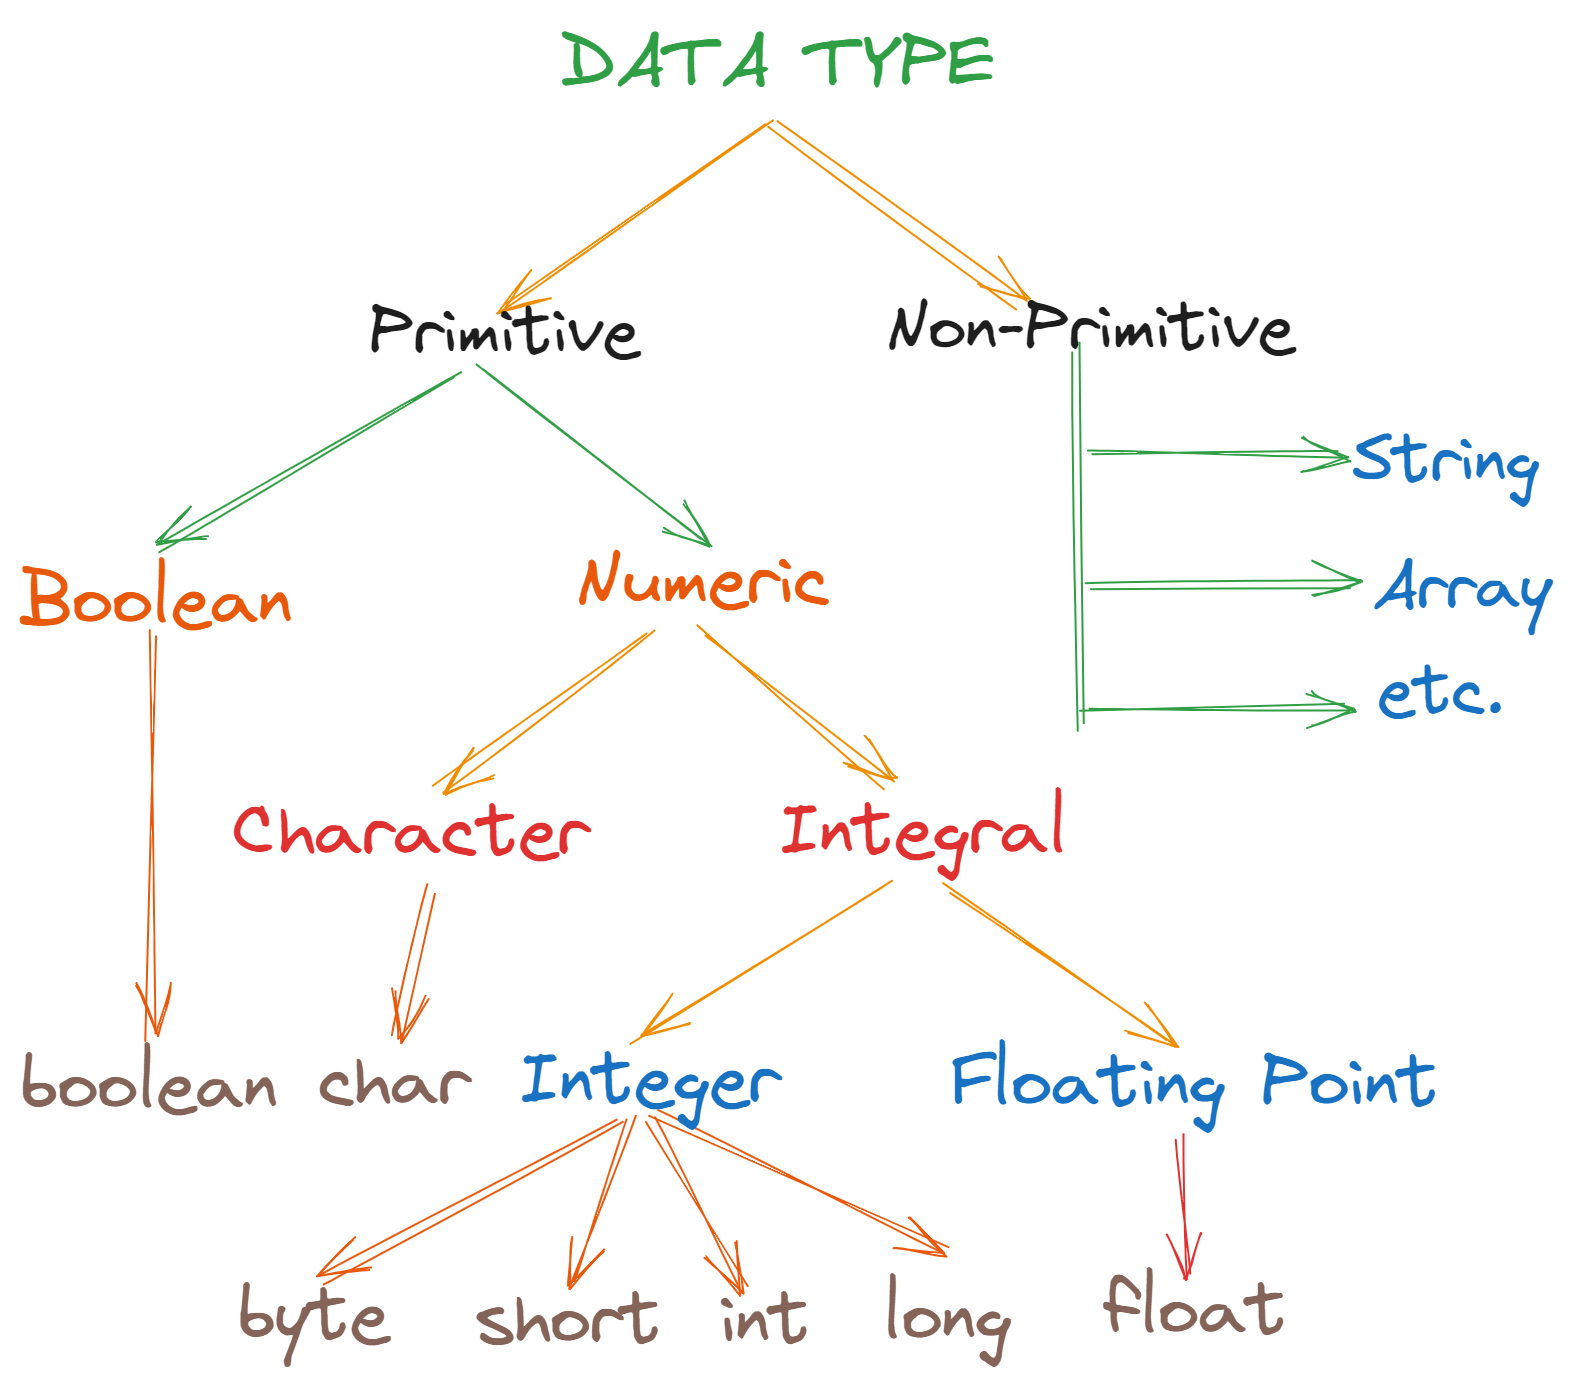 DATA TYPE
Primitive
Non-Primitive
String
Array
etc.
Boolean
Numeric
Character
Integral
boolean
char
Integer
Floating Point
byte
short
int
long
float